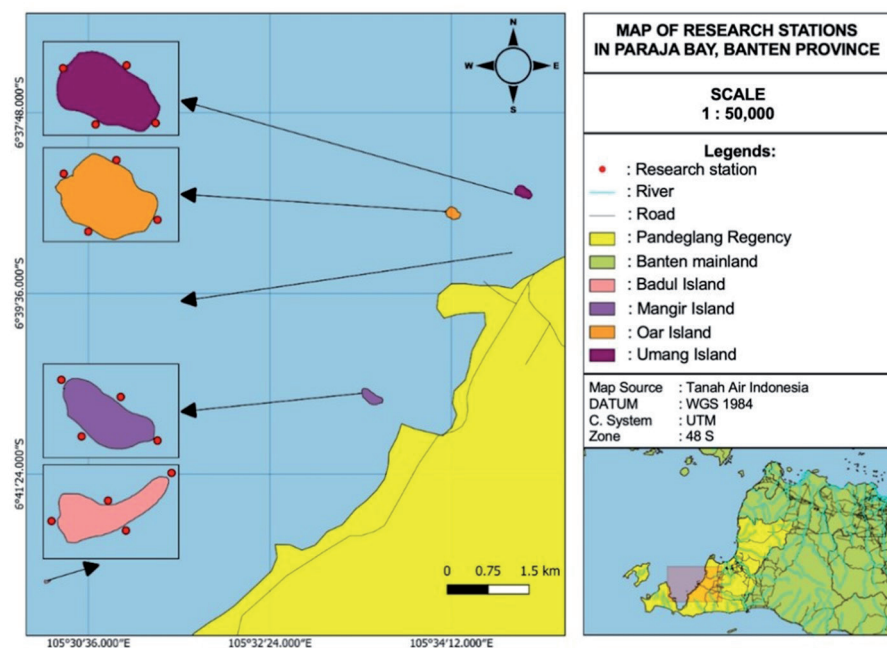 N
W
E
S
6°37'48.000"S
6°39'36.000"S
6°41'24.000"S
0 0.75 1.5 km
105°30'36.000"E
105°32'24.000"E
105°34'12.000"E
MAP OF RESEARCH STATIONS
IN PARAJA BAY, BANTEN PROVINCE
SCALE
1 : 50,000
Legends:
: Research station
: River
: Road
: Pandeglang Regency
: Banten mainland
: Badul Island
: Mangir Island
: Oar Island
: Umang Island
Map Source : Tanah Air Indonesia
DATUM : WGS 1984
C. System : UTM
Zone : 48 S